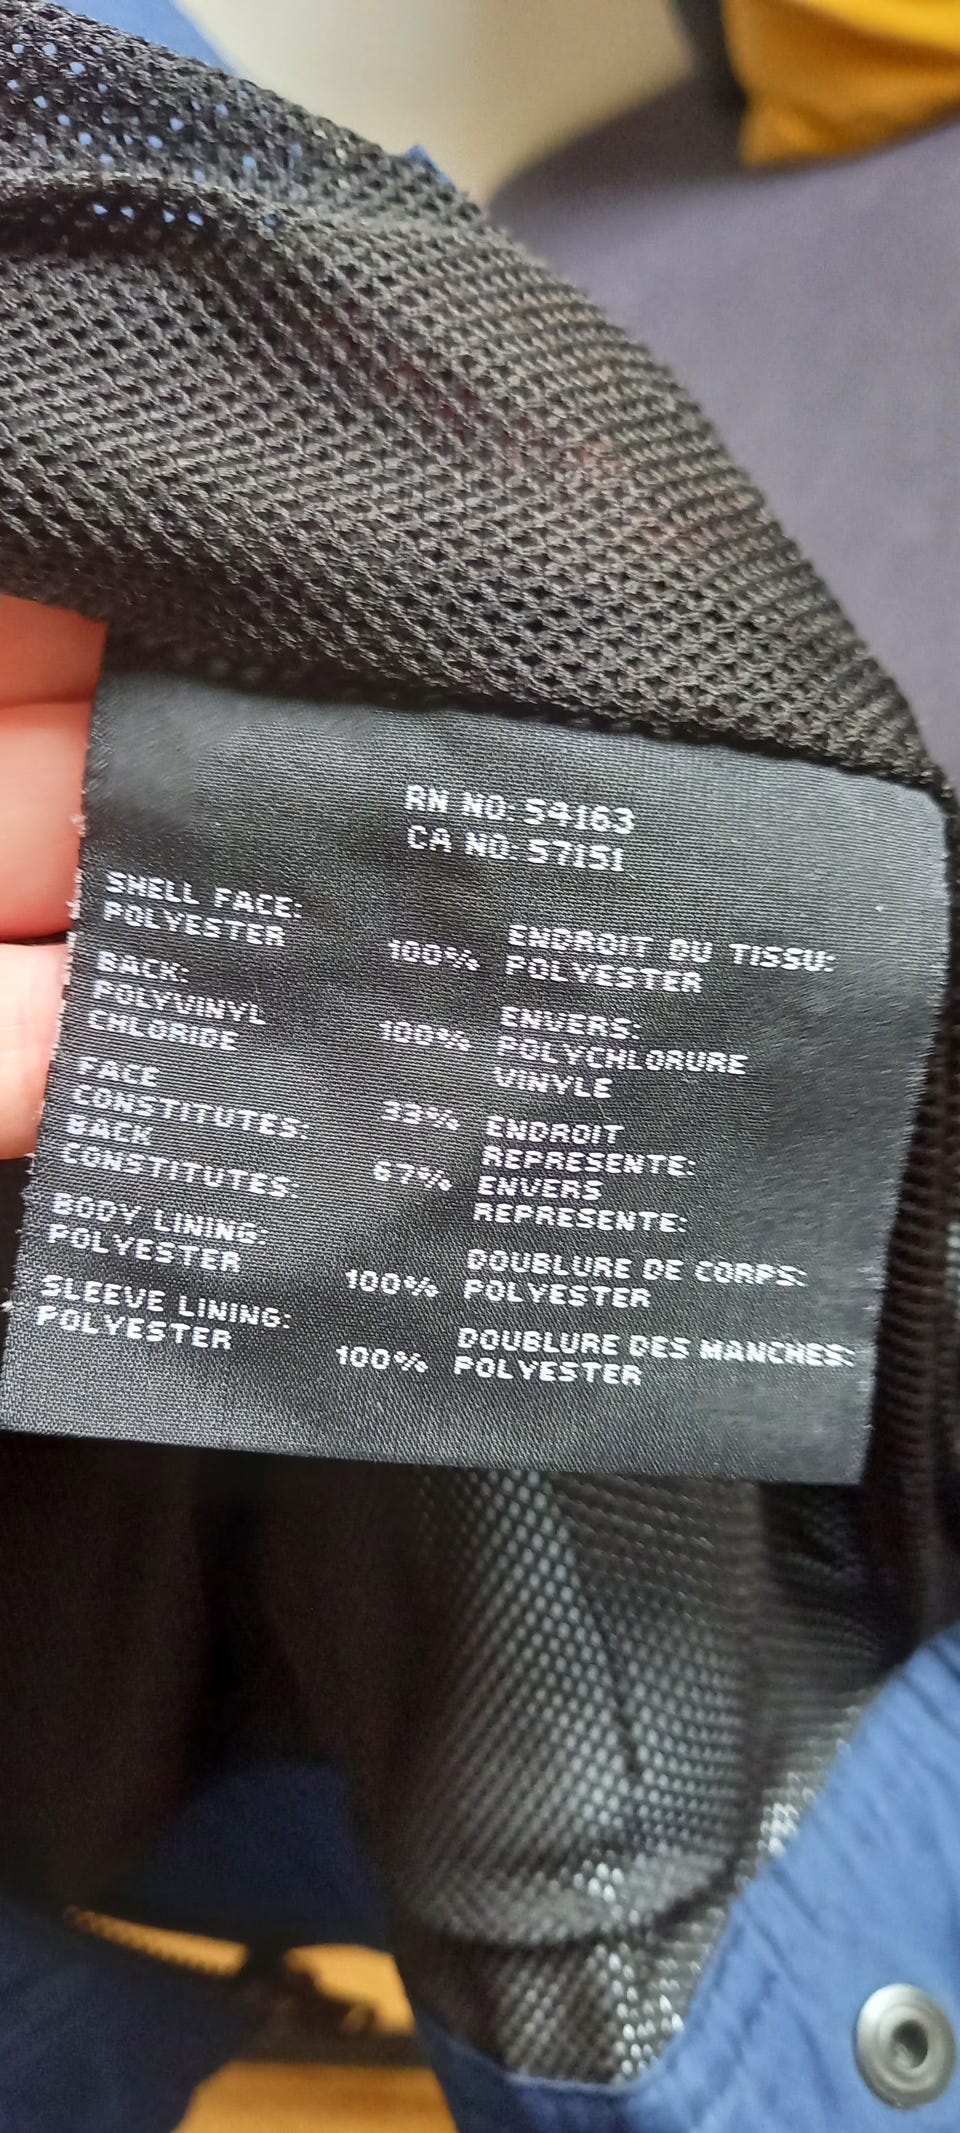 RN NO: 54163
CA NO: 57151
SHELL FACE:
POLYESTER 100%
BACK:
POLYVINYL
CHLORIDE 100%
FACE
CONSTITUTES: 33%
BACK
CONSTITUTES: 67%
BODY LINING
POLYESTER 100%
SLEEVE LINING:
POLYESTER 100%
ENDROIT DU TISSU:
POLYESTER
ENVERS:
POLYCHLORURE
VINYLE
ENDROIT
REPRESENTE:
ENVERS
REPRESENTE:
DOUBLURE DE CORPS:
POLYESTER
DOUBLURE DES MANCHES:
POLYESTER